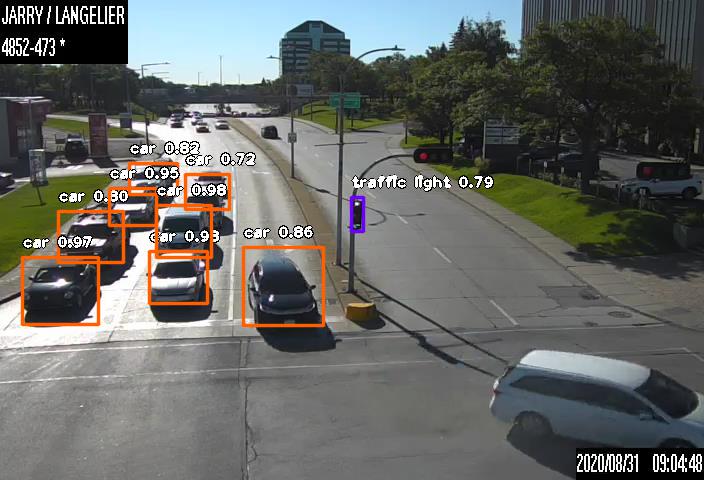 JARRY / LANGELIER
4852-473 *
car 0.82
car 0.72
car 0.95
car 0.80
car 0.98
traffic light 0.79
car 0.97
car 0.93
car 0.86
2020/08/31 09:04:48